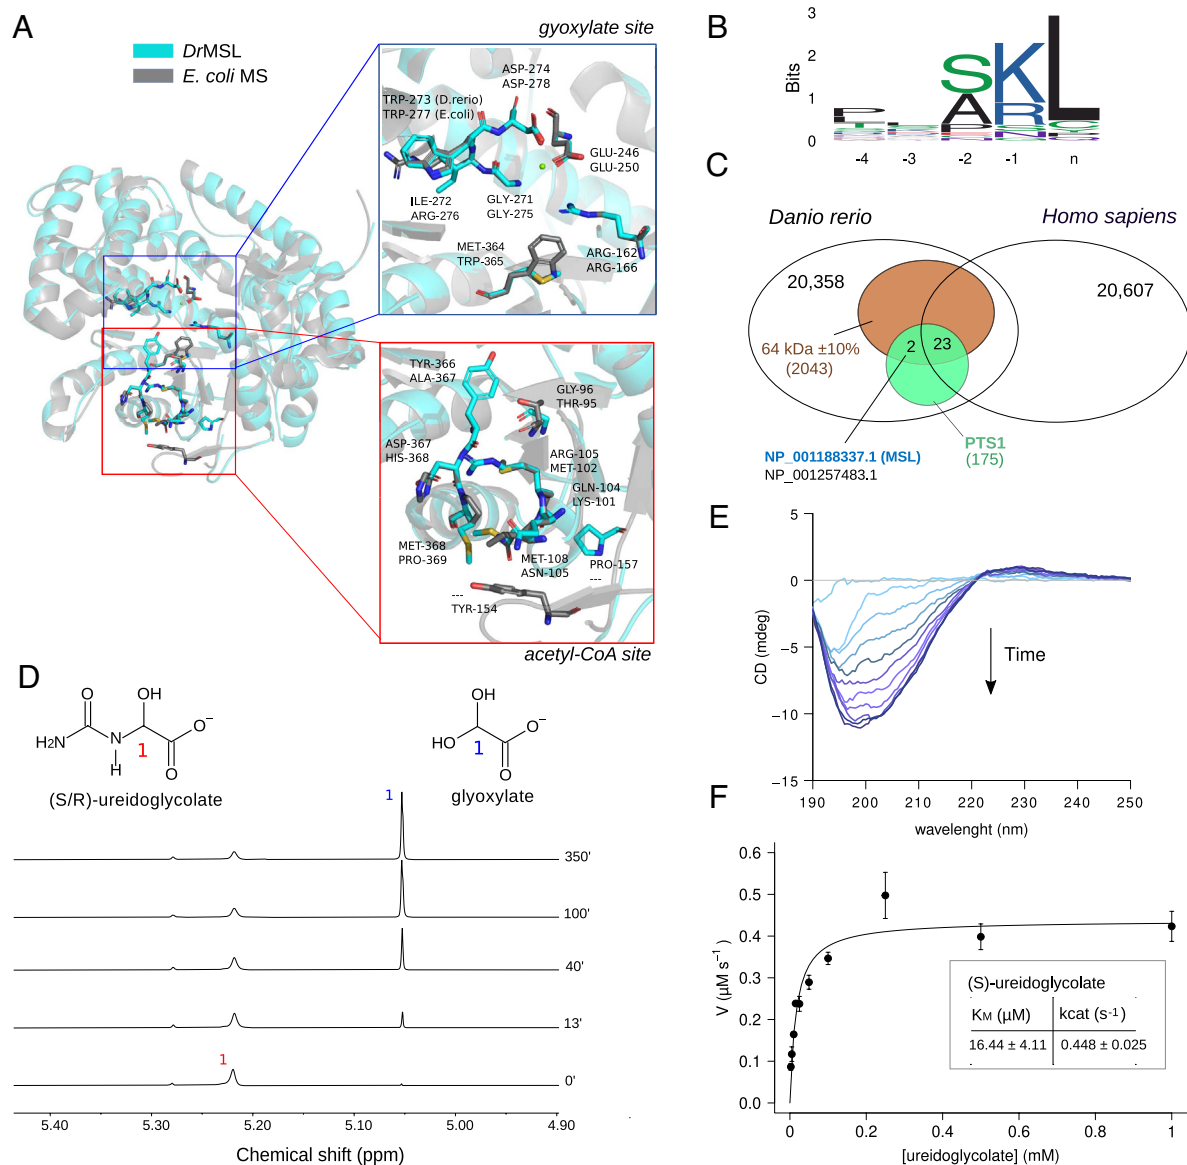 A
DrMSL
E. coli MS
gyoxylate site
ASP-274
ASP-278
TRP-273 (D.rerio)
TRP-277 (E.coli)
GLU-246
GLU-250
ILE-272
ARG-276
GLY-271
GLY-275
MET-364
TRP-365
ARG-162
ARG-166
TYR-366
ALA-367
GLY-96
THR-95
ASP-367
HIS-368
ARG-105
MET-102
GLN-104
LYS-101
MET-368
PRO-369
MET-108
ASN-105
PRO-157
---
---
TYR-154
acetyl-CoA site
B
Bits
3
2
1
0
S K L
A R
P
-4 -3 -2 -1 n
C
Danio rerio
Homo sapiens
20,358
20,607
2
23
64 kDa ±10%
(2043)
PTS1
(175)
NP_001188337.1 (MSL)
NP_001257483.1
D
OH
O
H2N
N
H
1
O
O−
(S/R)-ureidoglycolate
OH
HO
1
O
O−
glyoxylate
1
350'
100'
40'
13'
1
0'
5.40 5.30 5.20 5.10 5.00 4.90
Chemical shift (ppm)
E
5
0
−5
−10
−15
CD (mdeg)
Time
190 200 210 220 230 240 250
wavelenght (nm)
F
0.6
0.5
0.4
0.3
0.2
0.1
0.0
V (µM s−1)
(S)-ureidoglycolate
KM (µM) kcat (s-1)
16.44 ± 4.11 0.448 ± 0.025
0 0.2 0.4 0.6 0.8 1
[ureidoglycolate] (mM)